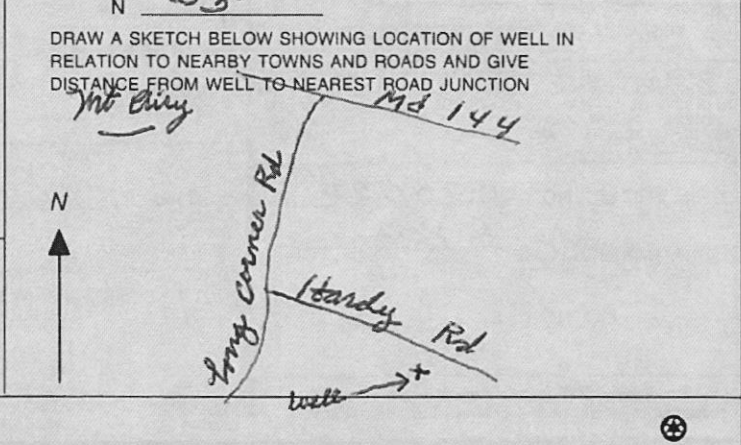 N
DRAW A SKETCH BELOW SHOWING LOCATION OF WELL IN
RELATION TO NEARBY TOWNS AND ROADS AND GIVE
DISTANCE FROM WELL TO NEAREST ROAD JUNCTION
Mt Airy
Md 144
Long Corner Rd
N
Hardy Rd
Well